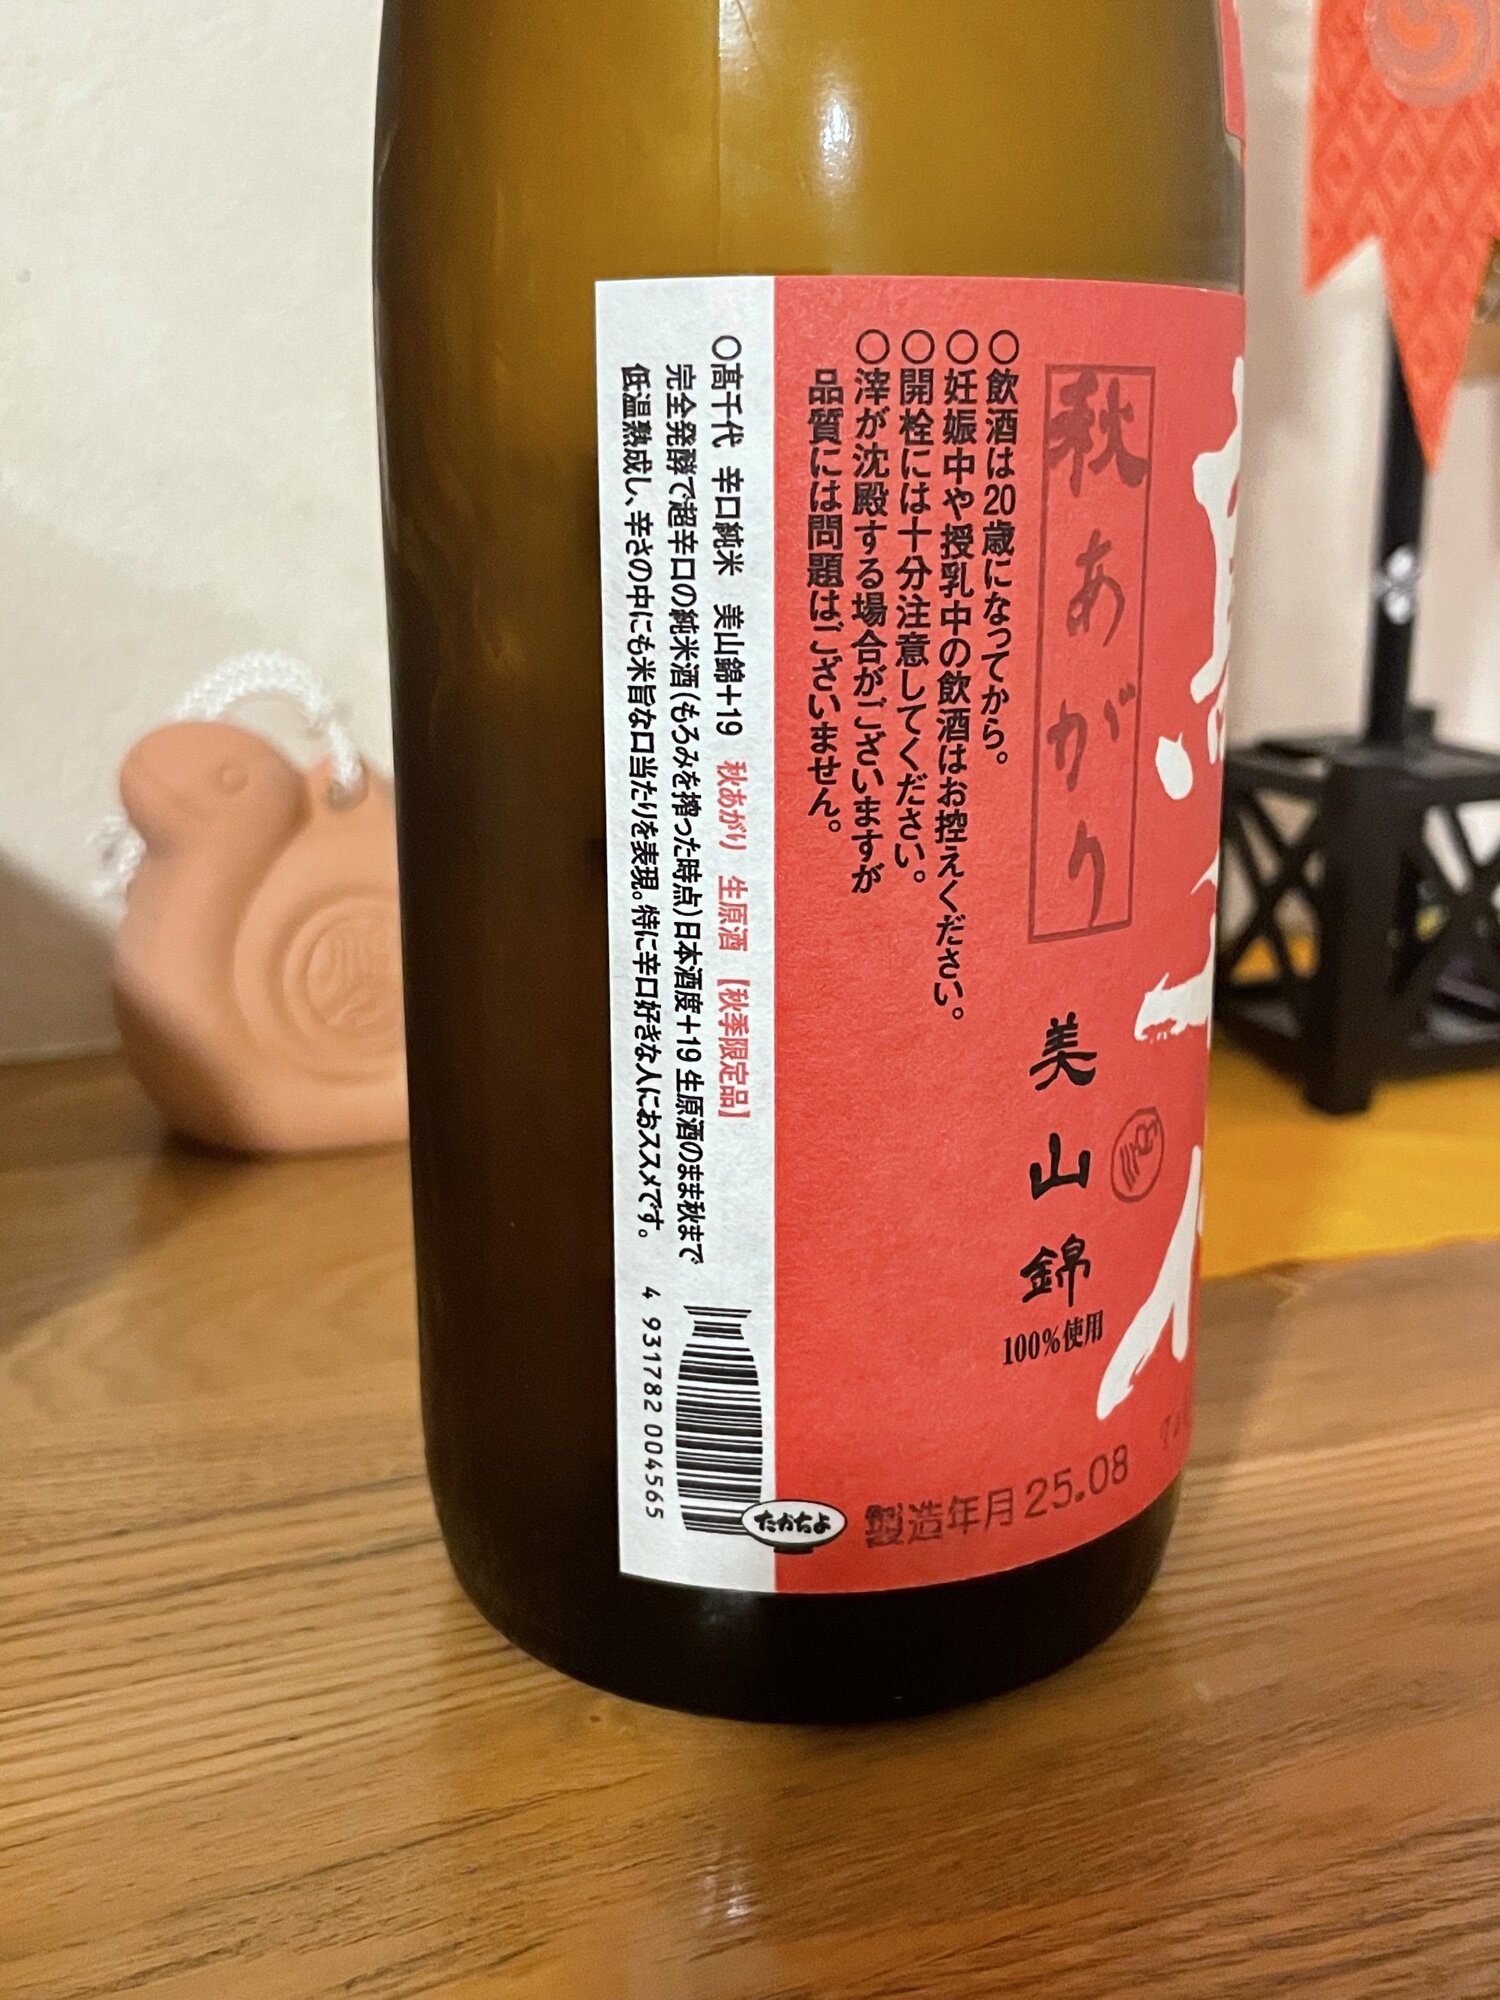 秋あがり
美山錦
100%使用
〇飲酒は20歳になってから。
〇妊娠中や授乳中の飲酒はお控えください。
〇開栓には十分注意してください。
〇滓が沈殿する場合がございますが
品質には問題はございません。
製造年月 25.08
〇髙千代 辛口純米 美山錦+19 秋あがり 生原酒 【秋季限定品】
完全発酵で超辛口の純米酒(もろみを搾った時点)日本酒度+19 生原酒のまま秋まで
低温熟成し、辛さの中にも米旨な口当たりを表現。特に辛口好きな人におススメです。
4 931782 004565
たかちよ